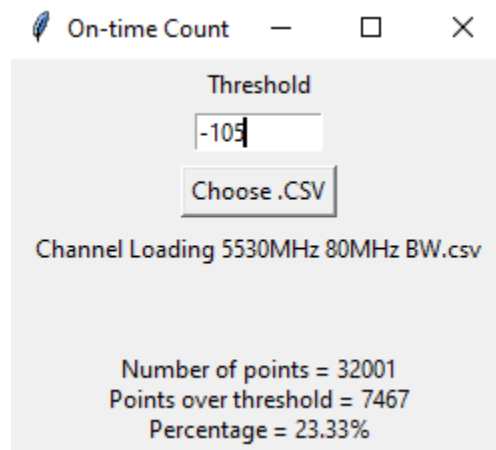 On-time Count
Threshold
-105
Choose .CSV
Channel Loading 5530MHz 80MHz BW.csv
Number of points = 32001
Points over threshold = 7467
Percentage = 23.33%